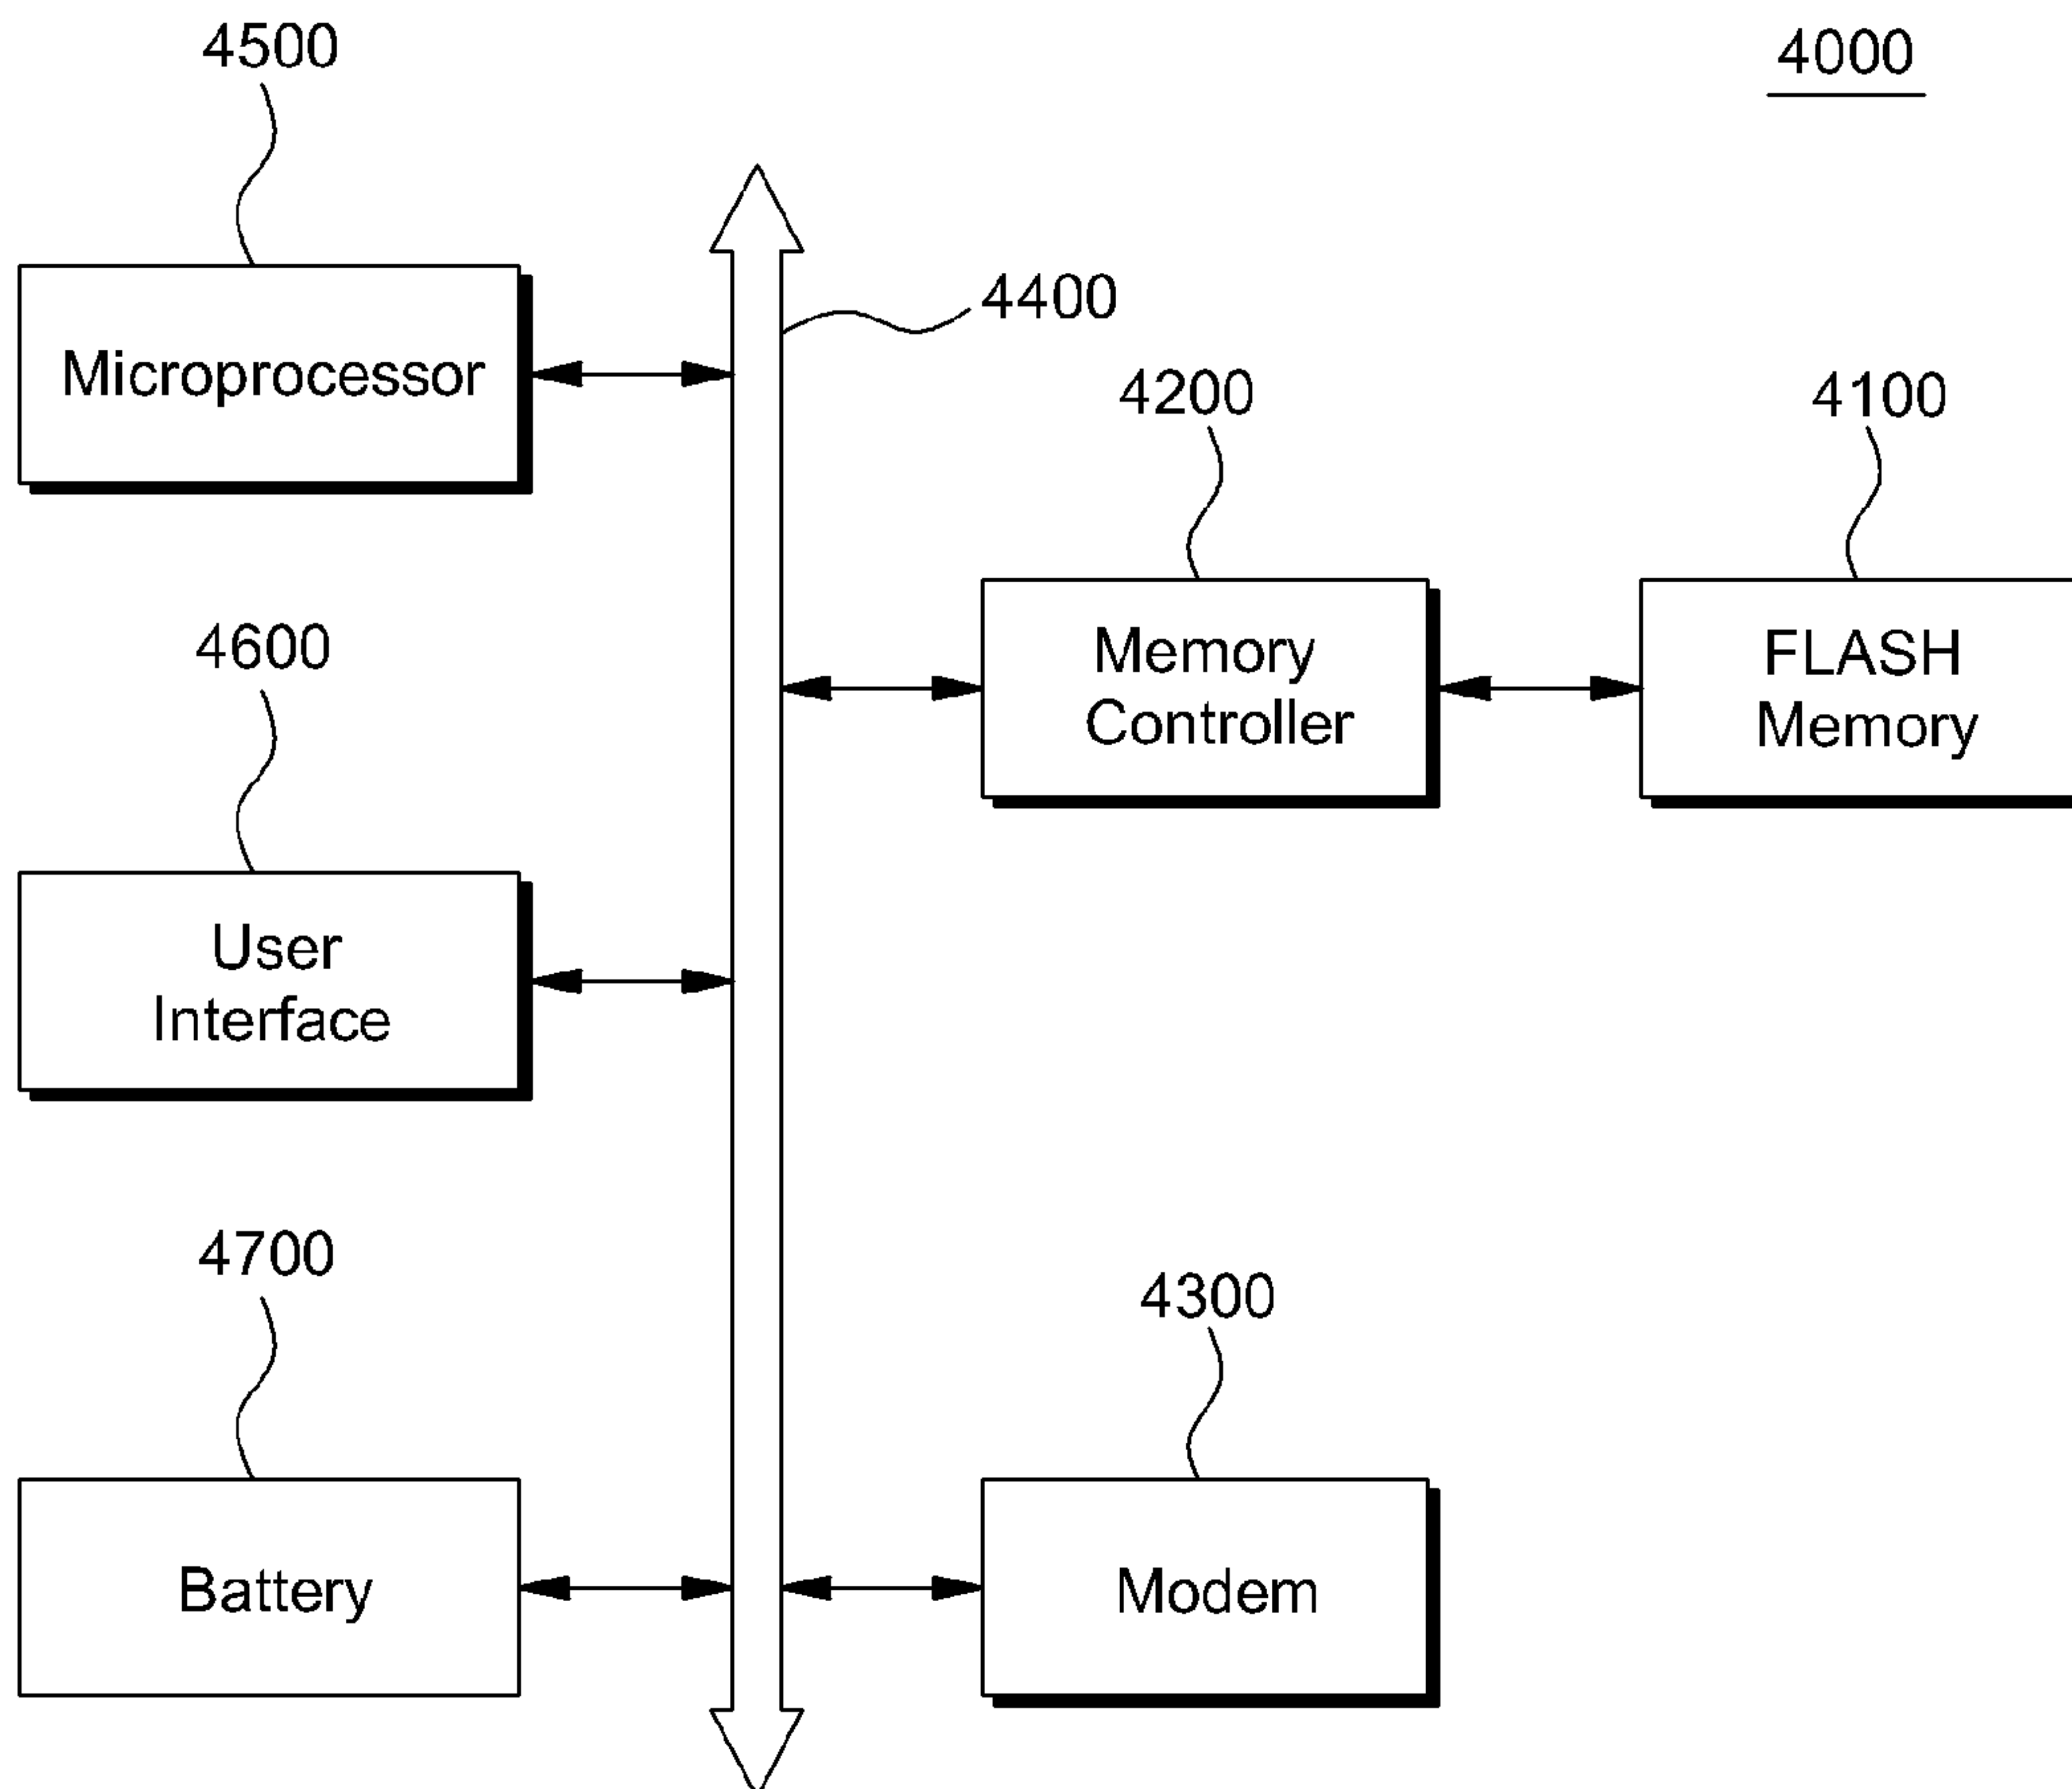 4500
4000
4400
Microprocessor
4200
4100
4600
Memory
Controller
FLASH
Memory
User
Interface
4700
4300
Battery
Modem